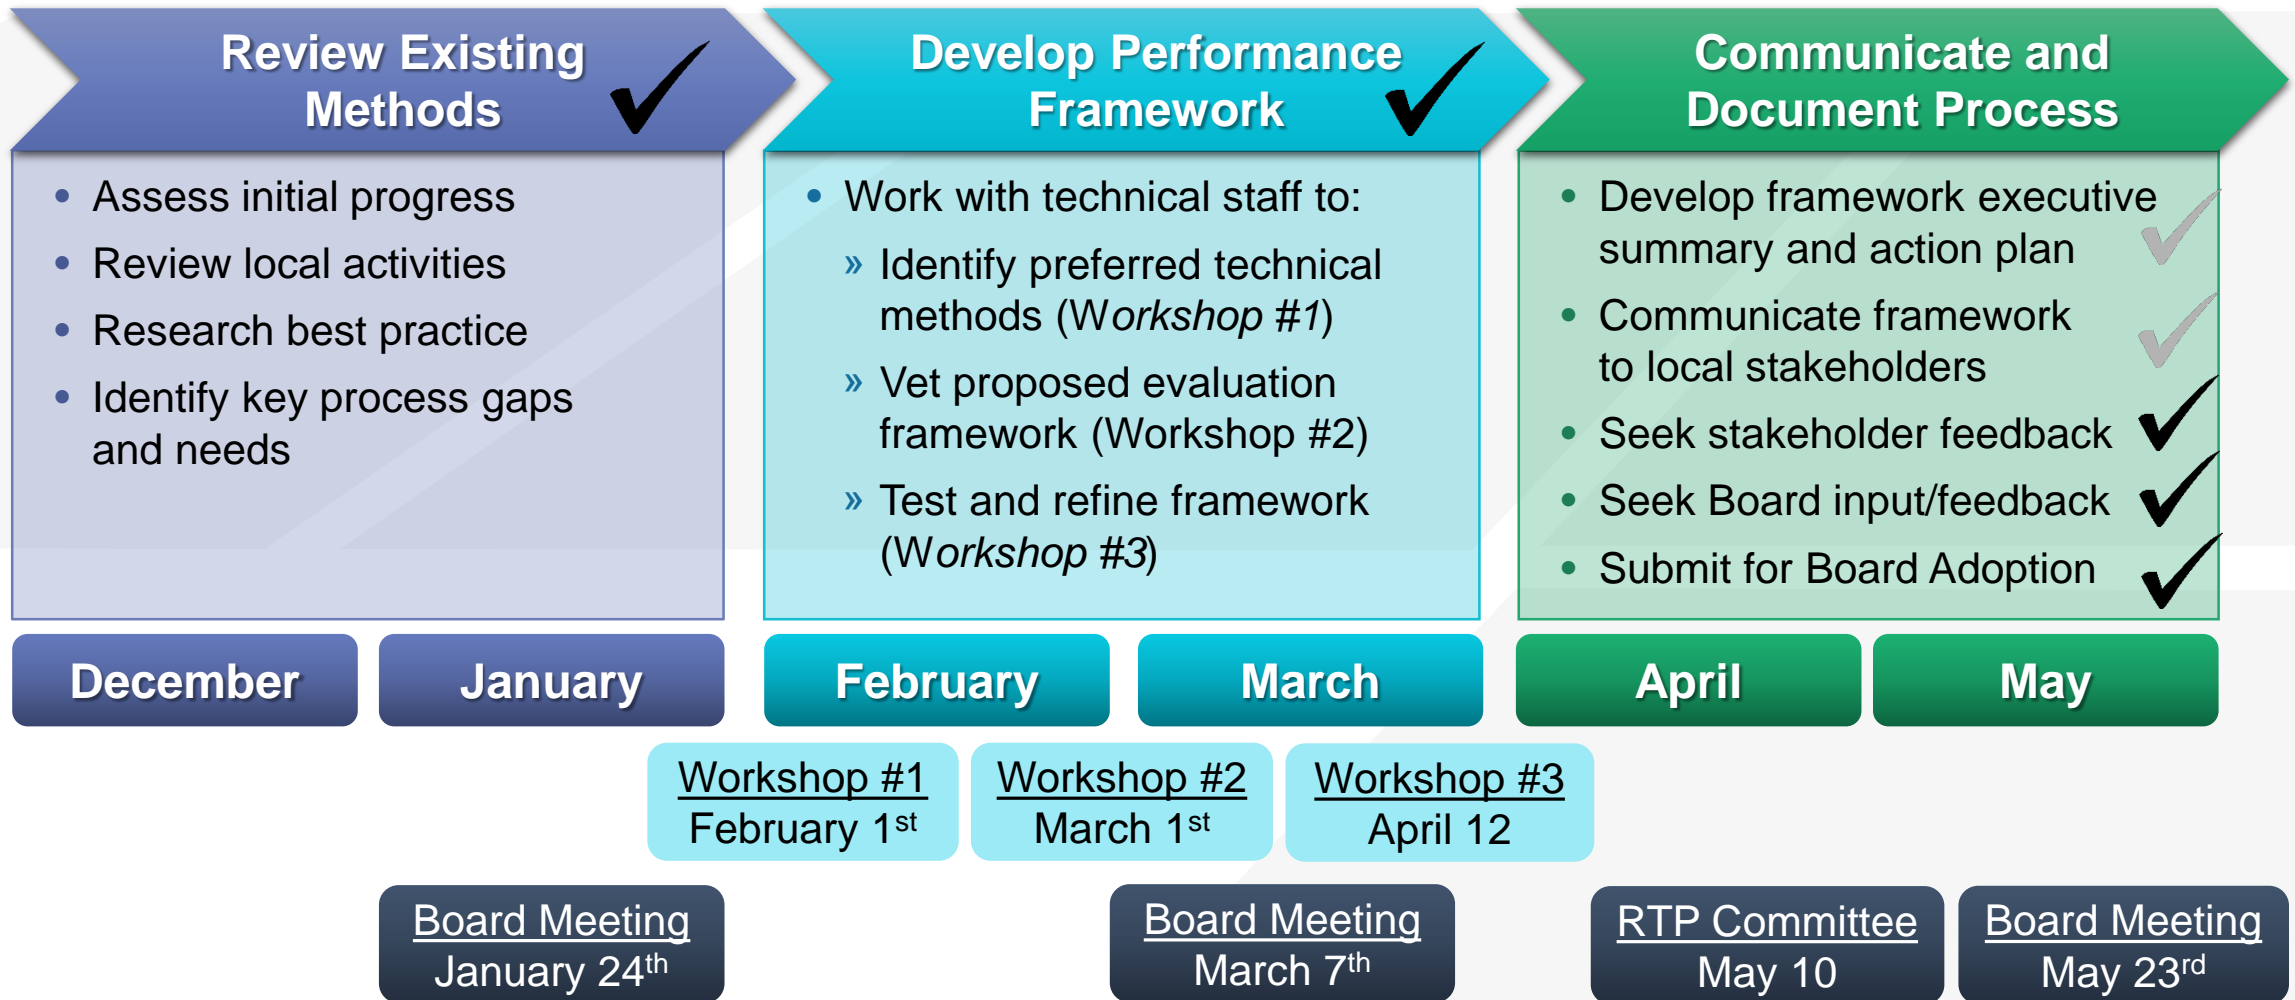 Review Existing
Methods
Develop Performance
Framework
Communicate and
Document Process
• Assess initial progress
• Review local activities
• Research best practice
• Identify key process gaps
and needs
• Work with technical staff to:
» Identify preferred technical
methods (Workshop #1)
» Vet proposed evaluation
framework (Workshop #2)
» Test and refine framework
(Workshop #3)
• Develop framework executive
summary and action plan
• Communicate framework
to local stakeholders
• Seek stakeholder feedback
• Seek Board input/feedback
• Submit for Board Adoption
December
January
February
March
April
May
Workshop #1
February 1st
Workshop #2
March 1st
Workshop #3
April 12
Board Meeting
January 24th
Board Meeting
March 7th
RTP Committee
May 10
Board Meeting
May 23rd